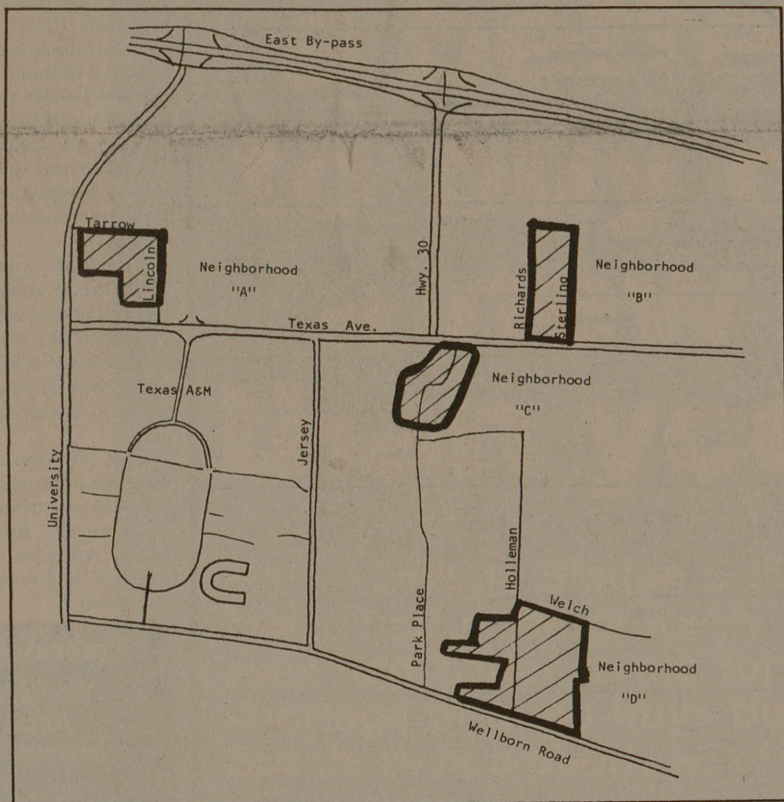 East By-pass
Tarrow
Lincoln
Neighborhood
"A"
Hwy. 30
Richards
Sterling
Neighborhood
"B"
Texas Ave.
Texas A&M
Neighborhood
"C"
Jersey
University
Park Place
Holleman
Welch
Neighborhood
"D"
Wellborn Road